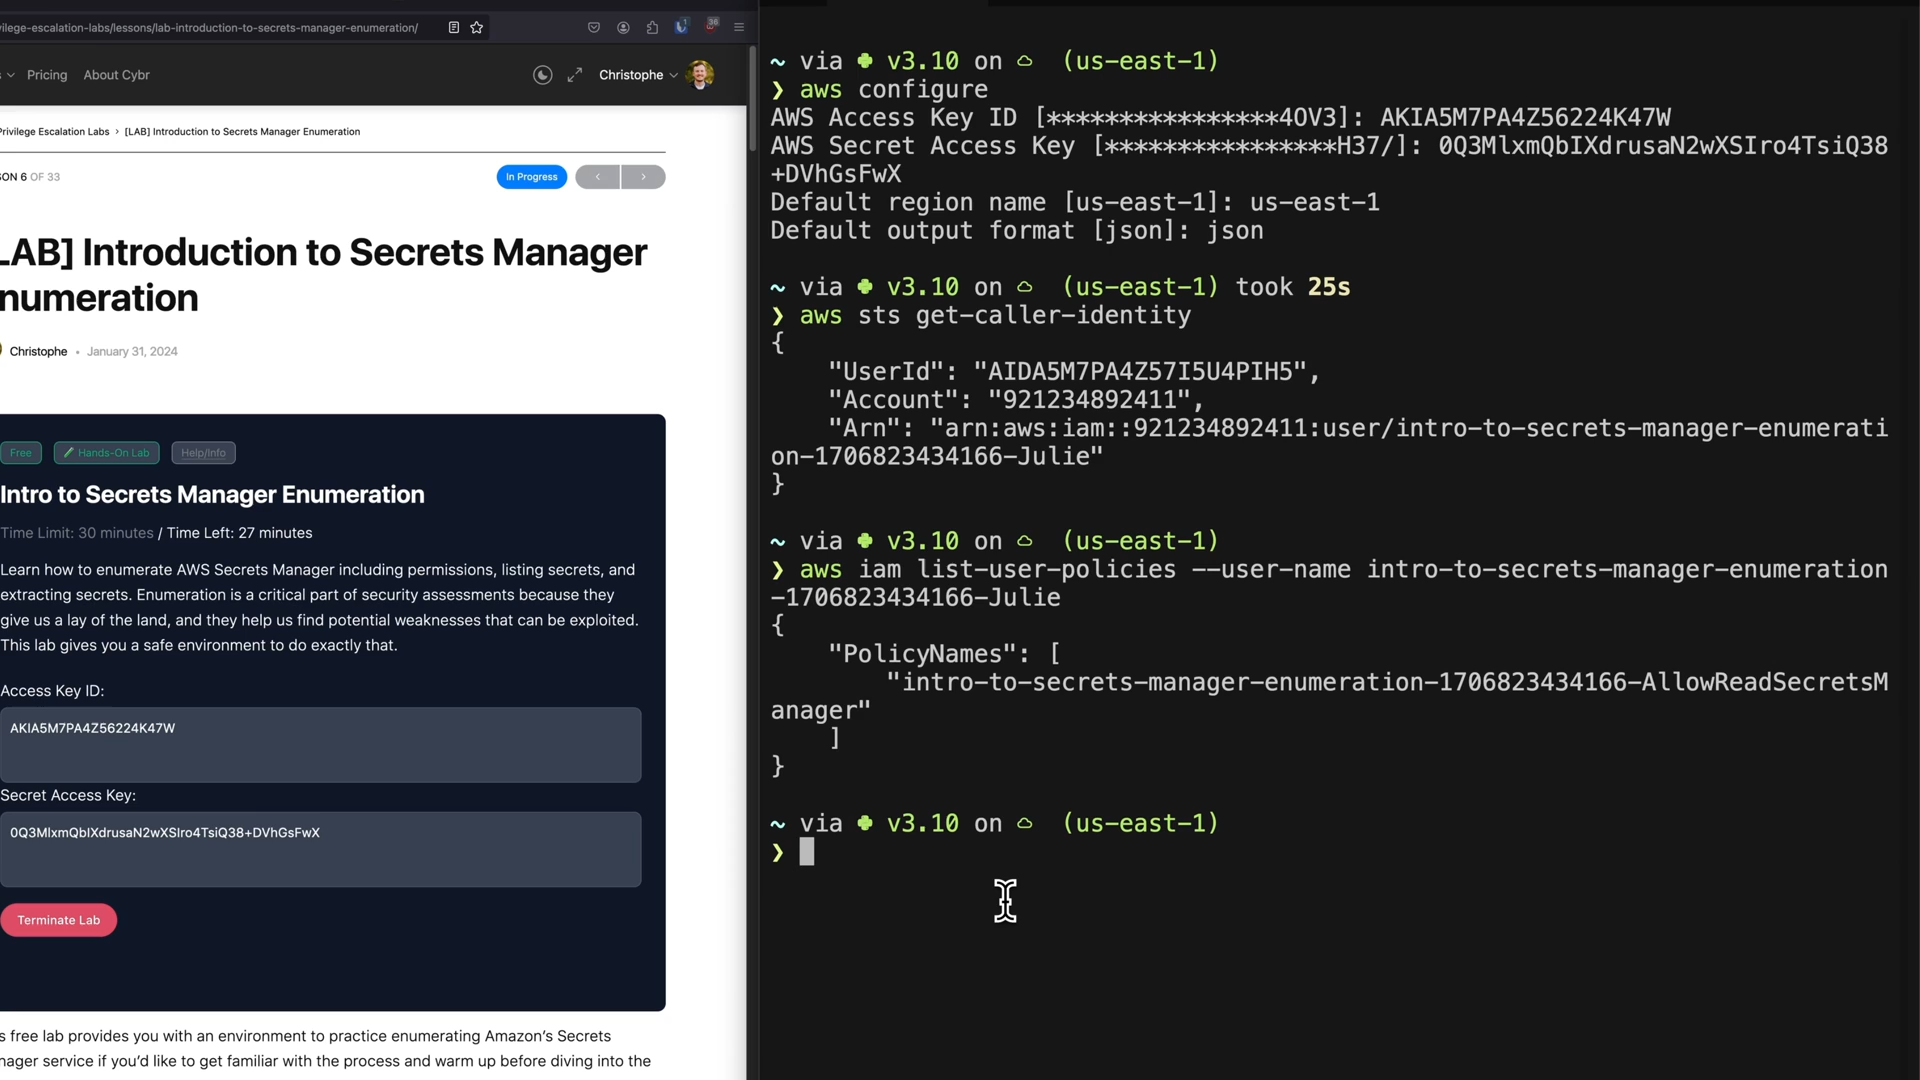 vilege-escalation-labs/lessons/lab-introduction-to-secrets-manager-enumeration/
1
36
s
Pricing
About Cybr
Christophe
Privilege Escalation Labs › [LAB] Introduction to Secrets Manager Enumeration
SON 6 OF 33
In Progress
LAB] Introduction to Secrets Manager
numeration
Christophe • January 31, 2024
Free
Hands-On Lab
Help/Info
Intro to Secrets Manager Enumeration
Time Limit: 30 minutes / Time Left: 27 minutes
Learn how to enumerate AWS Secrets Manager including permissions, listing secrets, and
extracting secrets. Enumeration is a critical part of security assessments because they
give us a lay of the land, and they help us find potential weaknesses that can be exploited.
This lab gives you a safe environment to do exactly that.
Access Key ID:
AKIA5M7PA4Z56224K47W
Secret Access Key:
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
Terminate Lab
s free lab provides you with an environment to practice enumerating Amazon's Secrets
nager service if you'd like to get familiar with the process and warm up before diving into the
~ via v3.10 on (us-east-1)
❯ aws configure
AWS Access Key ID [****************4OV3]: AKIA5M7PA4Z56224K47W
AWS Secret Access Key [****************H37/]: 0Q3MlxmQbIXdrusaN2wXSIro4TsiQ38
+DVhGsFwX
Default region name [us-east-1]: us-east-1
Default output format [json]: json
~ via v3.10 on (us-east-1) took 25s
❯ aws sts get-caller-identity
{
"UserId": "AIDA5M7PA4Z57I5U4PIH5",
"Account": "921234892411",
"Arn": "arn:aws:iam::921234892411:user/intro-to-secrets-manager-enumerati
on-1706823434166-Julie"
}
~ via v3.10 on (us-east-1)
❯ aws iam list-user-policies --user-name intro-to-secrets-manager-enumeration
-1706823434166-Julie
{
"PolicyNames": [
"intro-to-secrets-manager-enumeration-1706823434166-AllowReadSecretsM
anager"
]
}
~ via v3.10 on (us-east-1)
❯